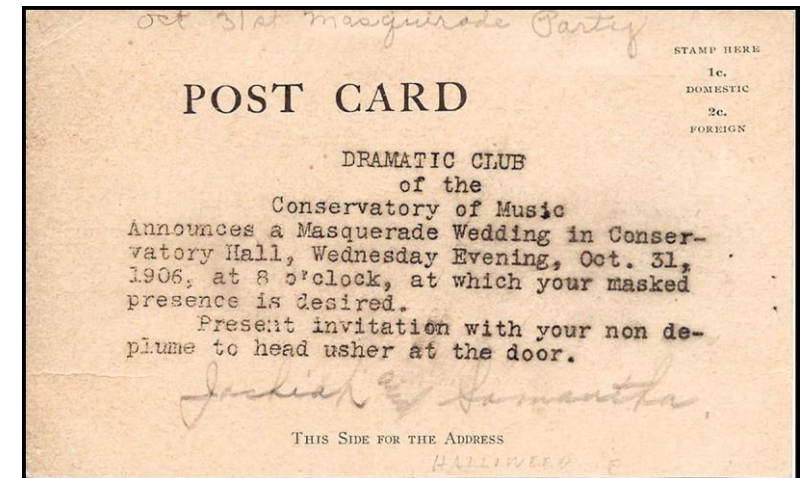 Oct 31st Masquerade Party
STAMP HERE
1c.
DOMESTIC
2c.
FOREIGN
POST CARD
DRAMATIC CLUB
of the
Conservatory of Music
Announces a Masquerade Wedding in Conser-
vatory Hall, Wednesday Evening, Oct. 31,
1906, at 8 o'clock, at which your masked
presence is desired.
Present invitation with your non de-
plume to head usher at the door.
Joshiah and Samantha.
THIS SIDE FOR THE ADDRESS
HALLOWEEN